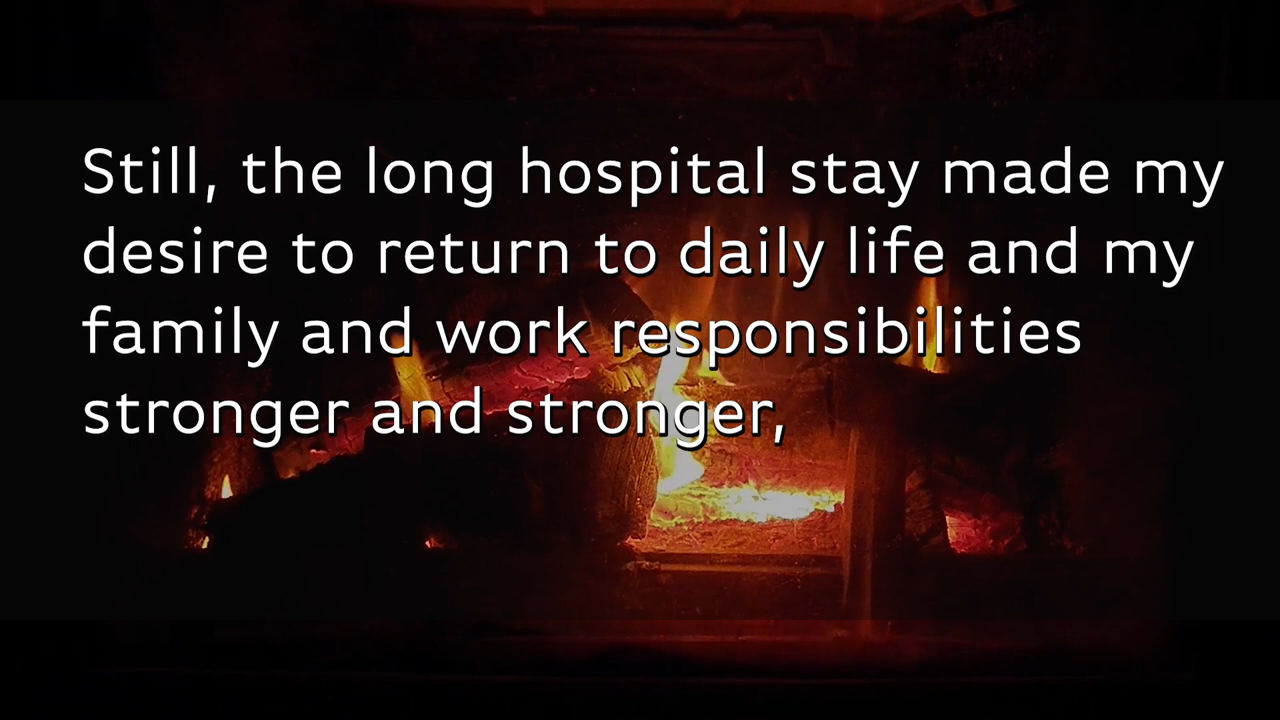 Still, the long hospital stay made my
desire to return to daily life and my
family and work responsibilities
stronger and stronger,